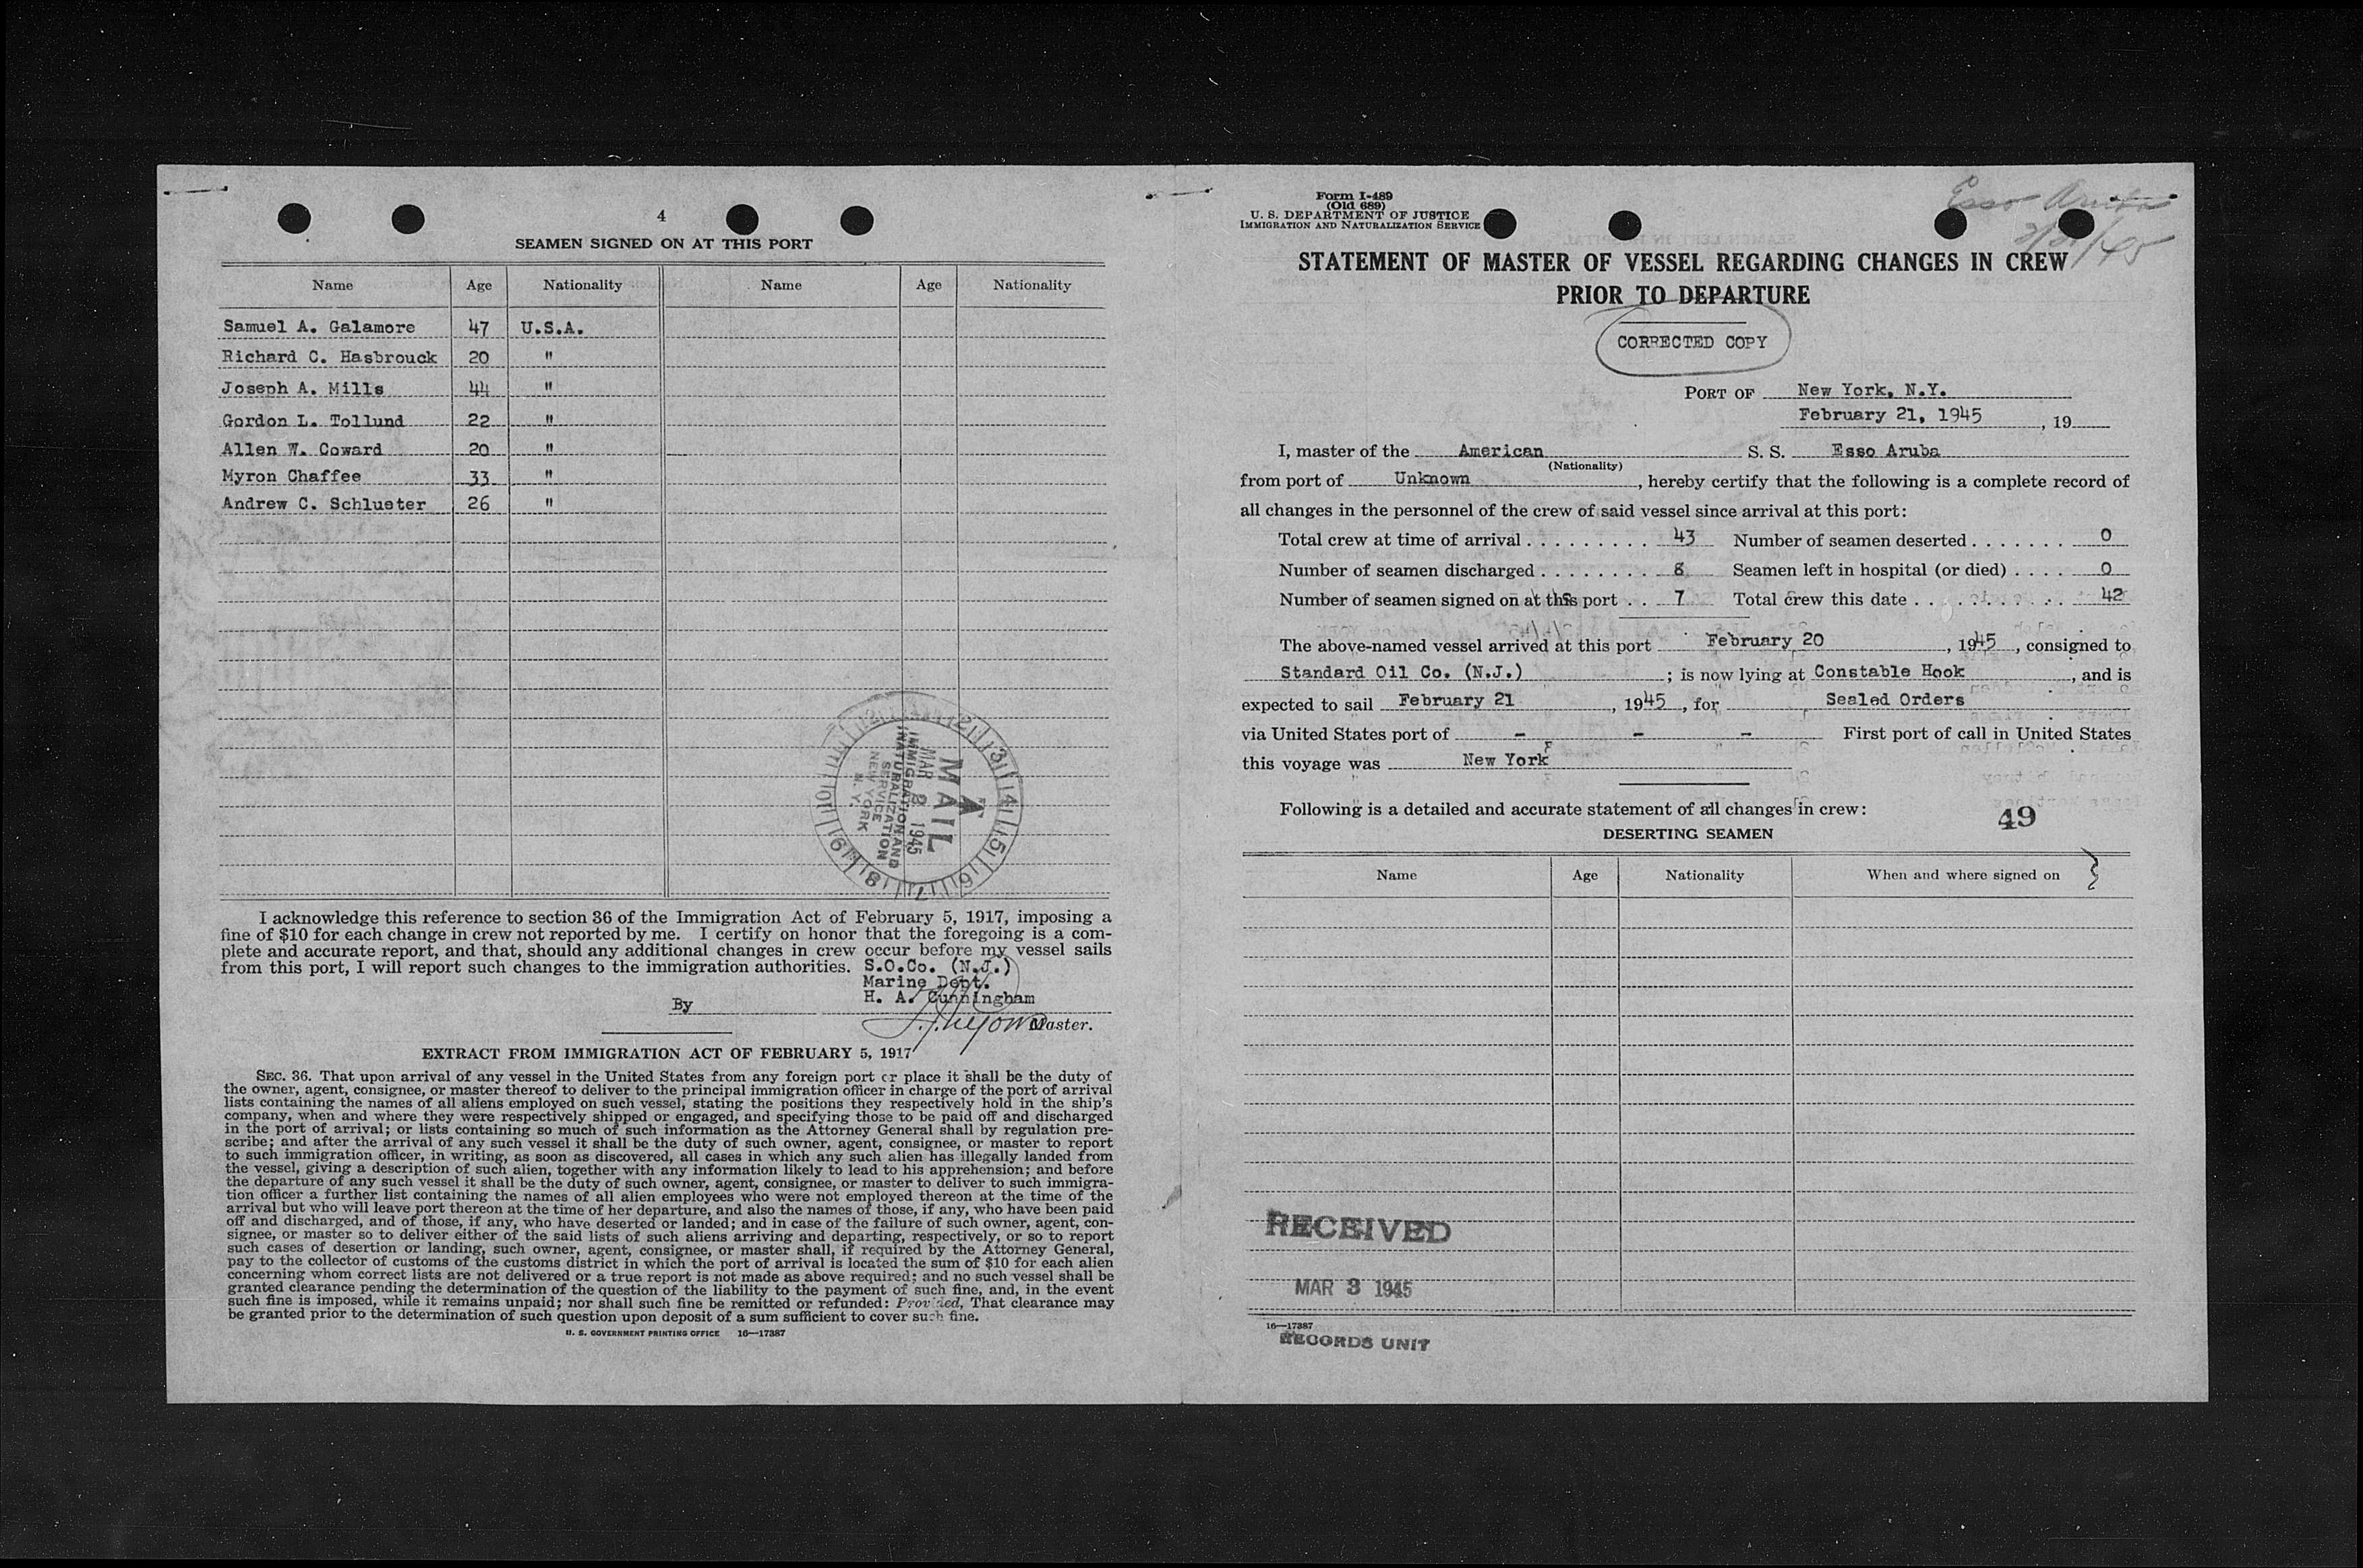 4
SEAMEN SIGNED ON AT THIS PORT
Name Age Nationality Name Age Nationality
Samuel A. Galamore 47 U.S.A.
Richard C. Hasbrouck 20 "
Joseph A. Mills 44 "
Gordon L. Tollund 22 "
Allen W. Coward 20 "
Myron Chaffee 33 "
Andrew C. Schlueter 26 "
MAIL
MAR 8 1945
IMMIGRATION AND
NATURALIZATION
SERVICE
NEW YORK
N.Y.
I acknowledge this reference to section 36 of the Immigration Act of February 5, 1917, imposing a
fine of $10 for each change in crew not reported by me. I certify on honor that the foregoing is a com-
plete and accurate report, and that, should any additional changes in crew occur before my vessel sails
from this port, I will report such changes to the immigration authorities. S.O.Co. (N.J.)
Marine Dept.
H. A. Cunningham
By
Master.
EXTRACT FROM IMMIGRATION ACT OF FEBRUARY 5, 1917
SEC. 36. That upon arrival of any vessel in the United States from any foreign port or place it shall be the duty of
the owner, agent, consignee, or master thereof to deliver to the principal immigration officer in charge of the port of arrival
lists containing the names of all aliens employed on such vessel, stating the positions they respectively hold in the ship's
company, when and where they were respectively shipped or engaged, and specifying those to be paid off and discharged
in the port of arrival; or lists containing so much of such information as the Attorney General shall by regulation pre-
scribe; and after the arrival of any such vessel it shall be the duty of such owner, agent, consignee, or master to report
to such immigration officer, in writing, as soon as discovered, all cases in which any such alien has illegally landed from
the vessel, giving a description of such alien, together with any information likely to lead to his apprehension; and before
the departure of any such vessel it shall be the duty of such owner, agent, consignee, or master to deliver to such immigra-
tion officer a further list containing the names of all alien employees who were not employed thereon at the time of the
arrival but who will leave port thereon at the time of her departure, and also the names of those, if any, who have been paid
off and discharged, and of those, if any, who have deserted or landed; and in case of the failure of such owner, agent, con-
signee, or master so to deliver either of the said lists of such aliens arriving and departing, respectively, or so to report
such cases of desertion or landing, such owner, agent, consignee, or master shall, if required by the Attorney General,
pay to the collector of customs of the customs district in which the port of arrival is located the sum of $10 for each alien
concerning whom correct lists are not delivered or a true report is not made as above required; and no such vessel shall be
granted clearance pending the determination of the question of the liability to the payment of such fine, and, in the event
such fine is imposed, while it remains unpaid; nor shall such fine be remitted or refunded: Provided, That clearance may
be granted prior to the determination of such question upon deposit of a sum sufficient to cover such fine.
U. S. GOVERNMENT PRINTING OFFICE 16—17387
Form I-489
(Old 689)
U. S. DEPARTMENT OF JUSTICE
IMMIGRATION AND NATURALIZATION SERVICE
Esso Aruba
2/21/45
STATEMENT OF MASTER OF VESSEL REGARDING CHANGES IN CREW
PRIOR TO DEPARTURE
CORRECTED COPY
PORT OF New York, N.Y.
February 21, 1945, 19
I, master of the American S. S. Esso Aruba
(Nationality)
from port of Unknown, hereby certify that the following is a complete record of
all changes in the personnel of the crew of said vessel since arrival at this port:
Total crew at time of arrival . . . . . . . . . . 43 Number of seamen deserted . . . . . . . 0
Number of seamen discharged . . . . . . . . . 8 Seamen left in hospital (or died) . . . . 0
Number of seamen signed on at this port . . 7 Total crew this date . . . . . . . . . . . 42
The above-named vessel arrived at this port February 20, 1945, consigned to
Standard Oil Co. (N.J.); is now lying at Constable Hook, and is
expected to sail February 21, 1945, for Sealed Orders
via United States port of - - - First port of call in United States
this voyage was New York
Following is a detailed and accurate statement of all changes in crew:
49
DESERTING SEAMEN
Name Age Nationality When and where signed on
RECEIVED
MAR 3 1945
16—17387
RECORDS UNIT